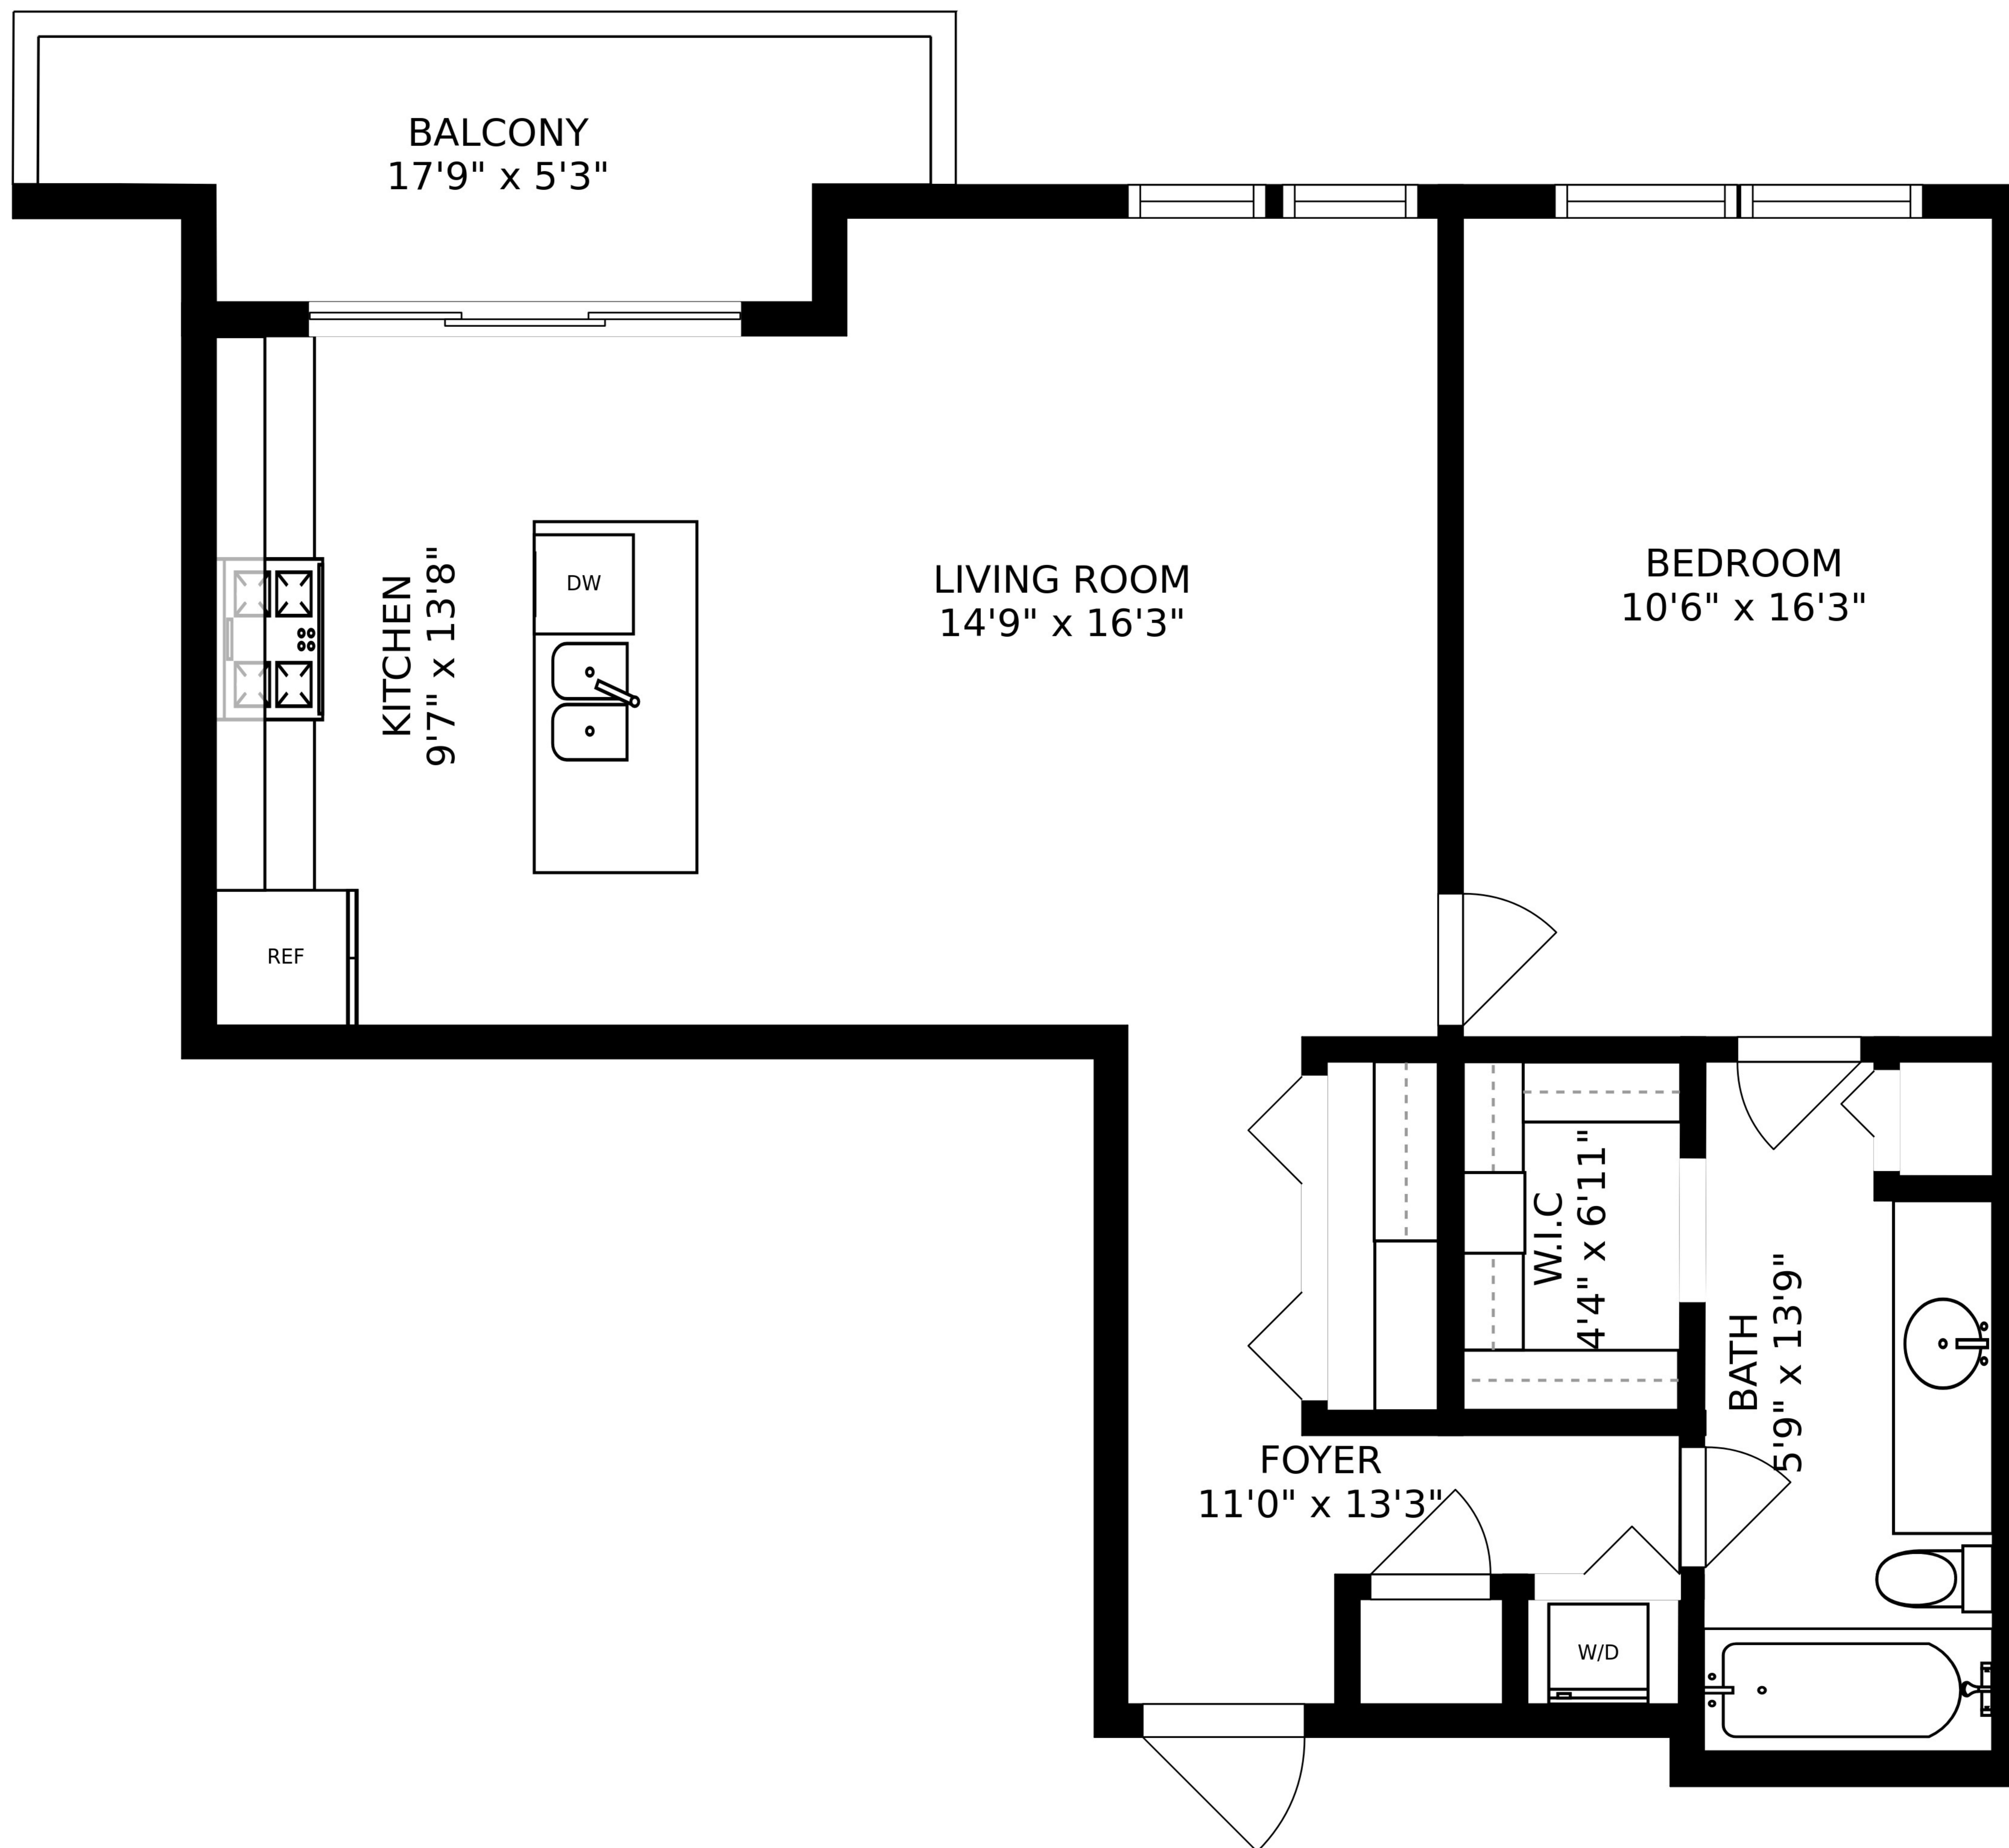 BALCONY
17'9" x 5'3"
KITCHEN
9'7" x 13'8"
DW
LIVING ROOM
14'9" x 16'3"
BEDROOM
10'6" x 16'3"
REF
W.I.C
4'4" x 6'11"
BATH
5'9" x 13'9"
FOYER
11'0" x 13'3"
W/D